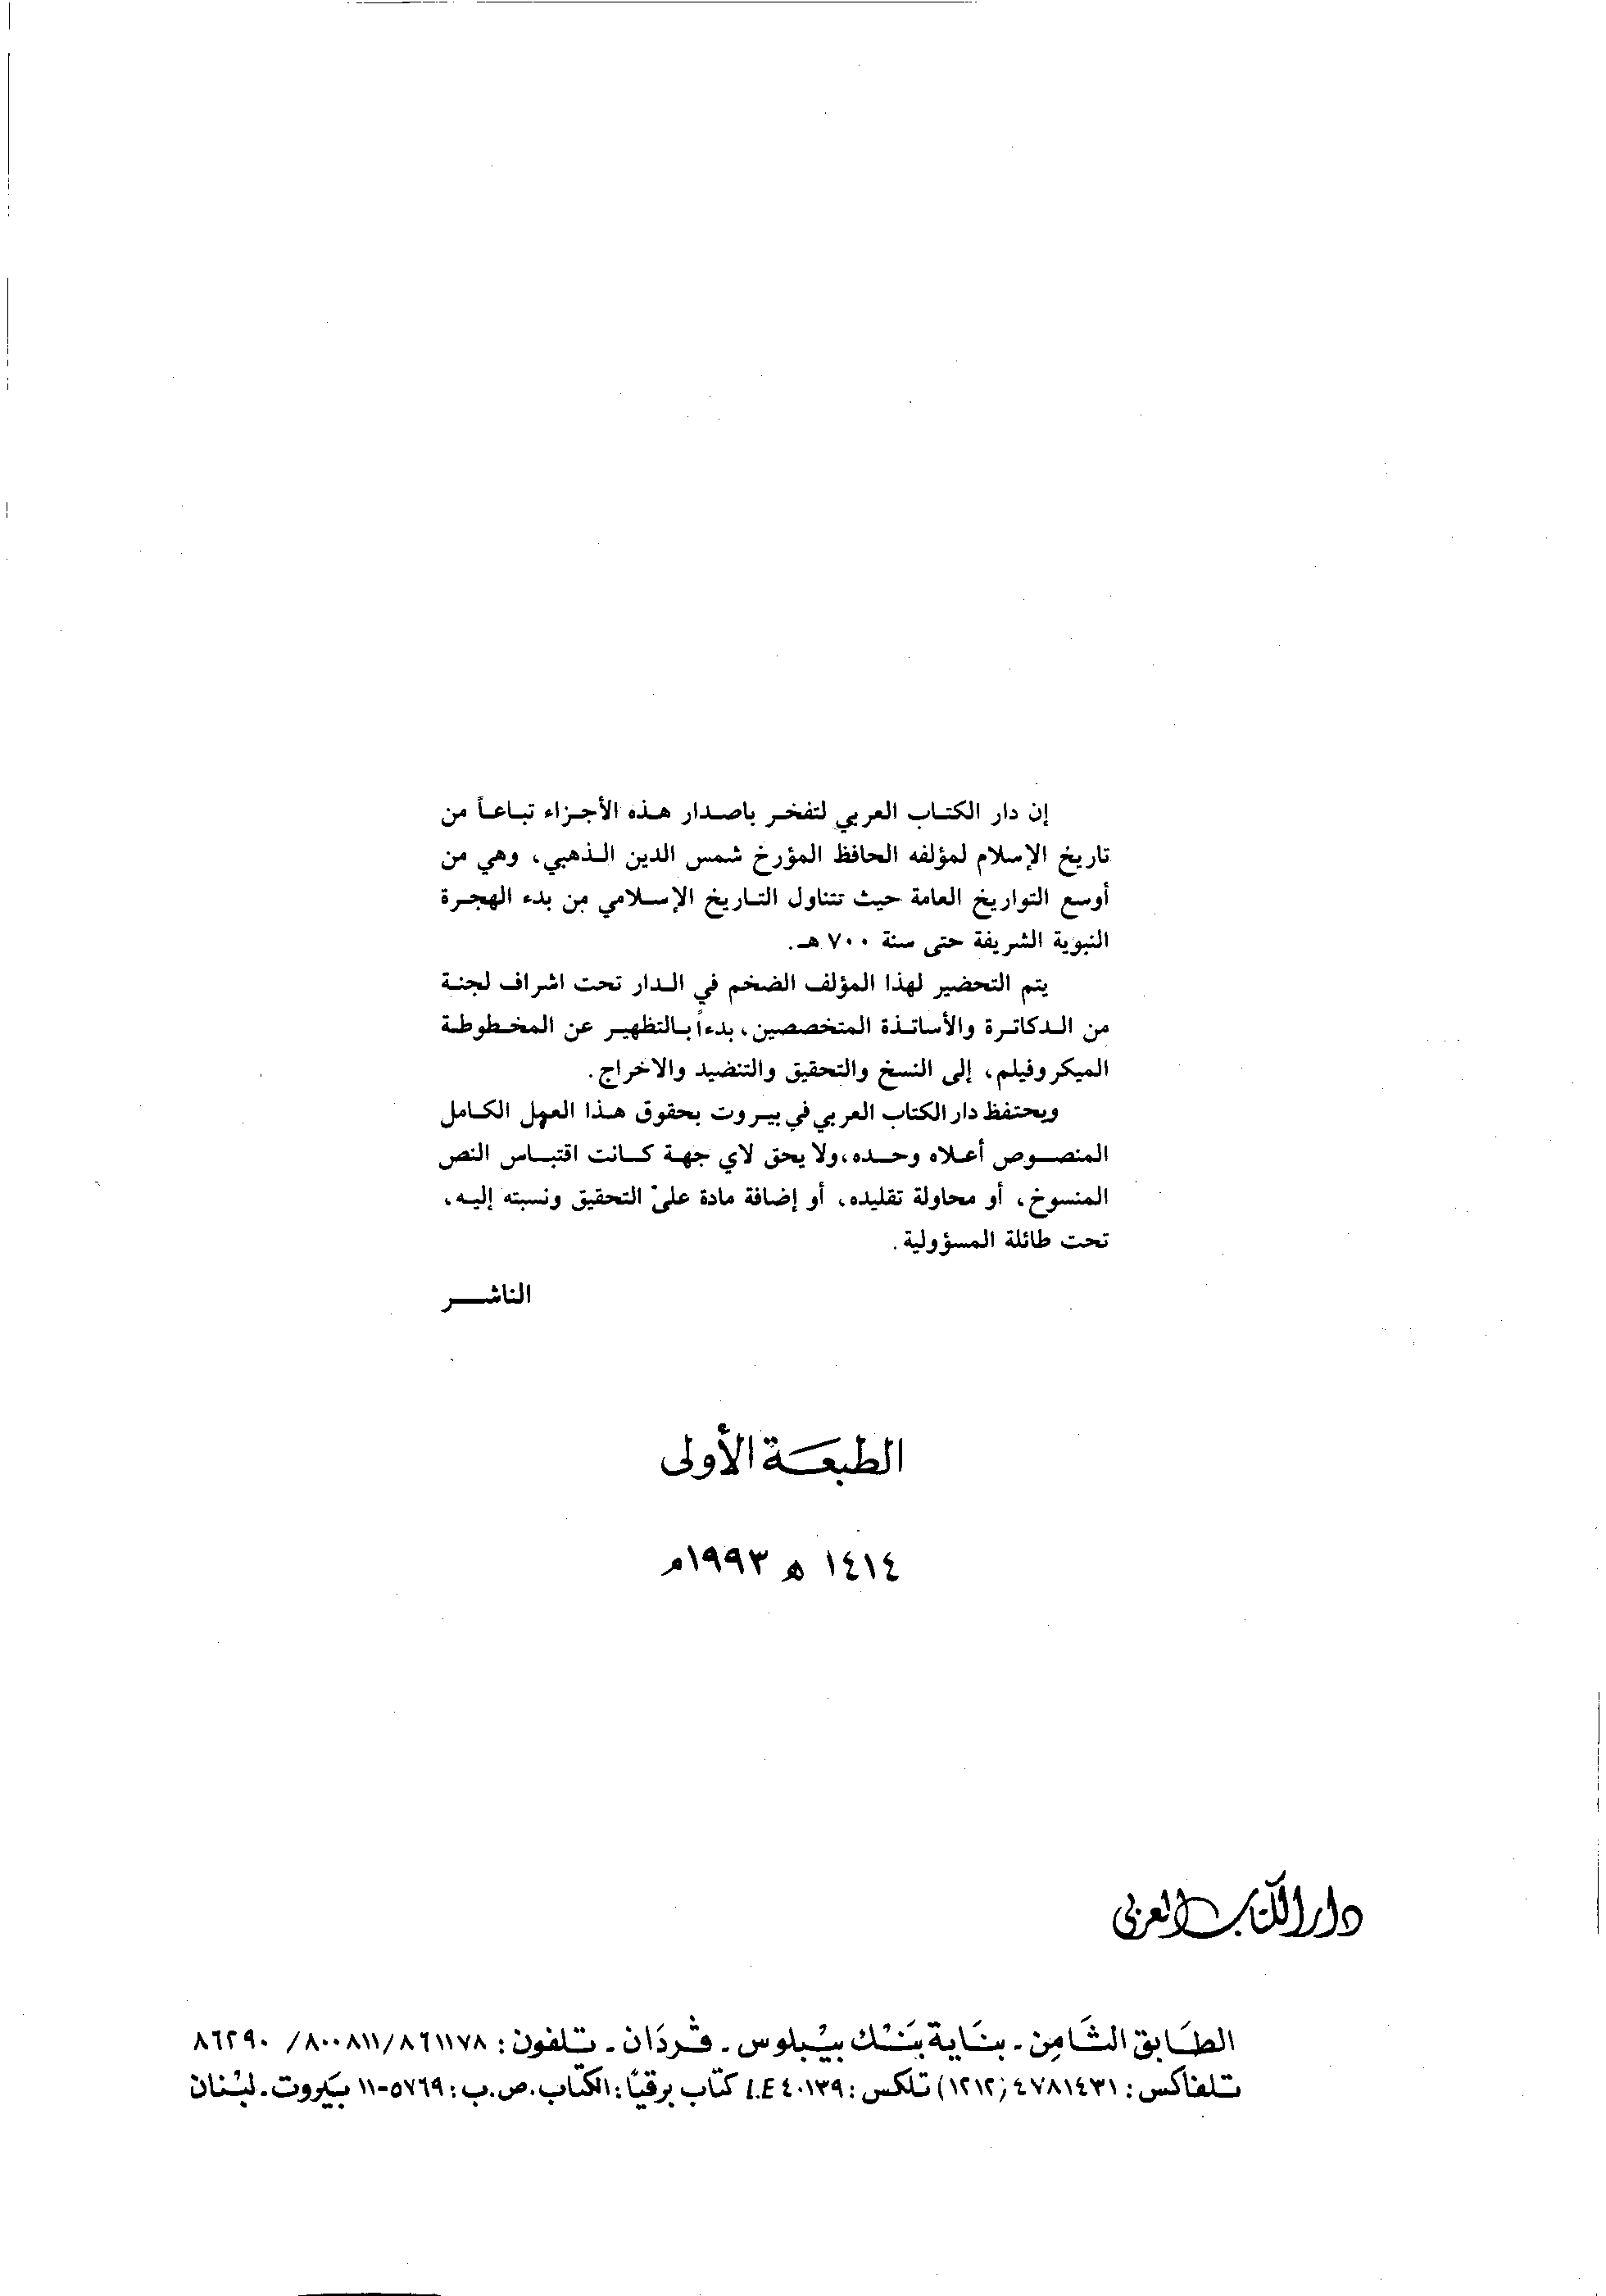 إن دار الكتاب العربي لتفخر باصدار هذه الأجزاء تباعاً من
تاريخ الإسلام لمؤلفه الحافظ المؤرخ شمس الدين الذهبي، وهي من
أوسع التواريخ العامة حيث تتناول التاريخ الإسلامي من بدء الهجرة
النبوية الشريفة حتى سنة ٧٠٠ هـ.
يتم التحضير لهذا المؤلف الضخم في الدار تحت اشراف لجنة
من الدكاترة والأساتذة المتخصصين، بدءاً بالتظهير عن المخطوطة
الميكروفيلم، إلى النسخ والتحقيق والتنضيد والاخراج.
ويحتفظ دار الكتاب العربي في بيروت بحقوق هذا العمل الكامل
المنصوص أعلاه وحده، ولا يحق لاي جهة كانت اقتباس النص
المنسوخ، أو محاولة تقليده، أو إضافة مادة على التحقيق ونسبته إليه،
تحت طائلة المسؤولية.
الناشر
الطبعة الأولى
١٤١٤ ه ١٩٩٣م
دار الكتاب العربي
الطابق الثامن - بناية بنك بيبلوس - ڤردان - تلفون : ٨٦١١٧٨/٨٠٠٨١١/ ٨٦٢٩٠
تلفاكس : ٤٧٨١٤٣١ (١٢١٢) تلكس : ٤٠١٣٩ L.E كتاب برقيًا : الكتاب. ص.ب : ٥٧٦٩-١١ بيروت - لبنان